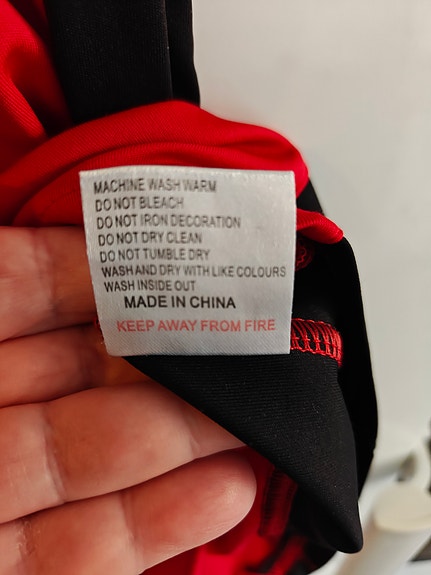 MACHINE WASH WARM
DO NOT BLEACH
DO NOT IRON DECORATION
DO NOT DRY CLEAN
DO NOT TUMBLE DRY
WASH AND DRY WITH LIKE COLOURS
WASH INSIDE OUT
MADE IN CHINA
KEEP AWAY FROM FIRE